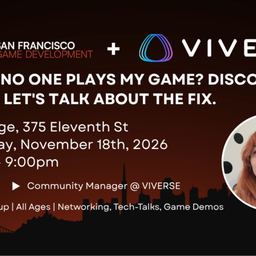 SAN FRANCISCO
GAME DEVELOPMENT
+
VIVE
NO ONE PLAYS MY GAME? DISCO
LET'S TALK ABOUT THE FIX.
ge, 375 Eleventh St
ay, November 18th, 2026
9:00pm
Community Manager @ VIVERSE
up | All Ages | Networking, Tech-Talks, Game Demos